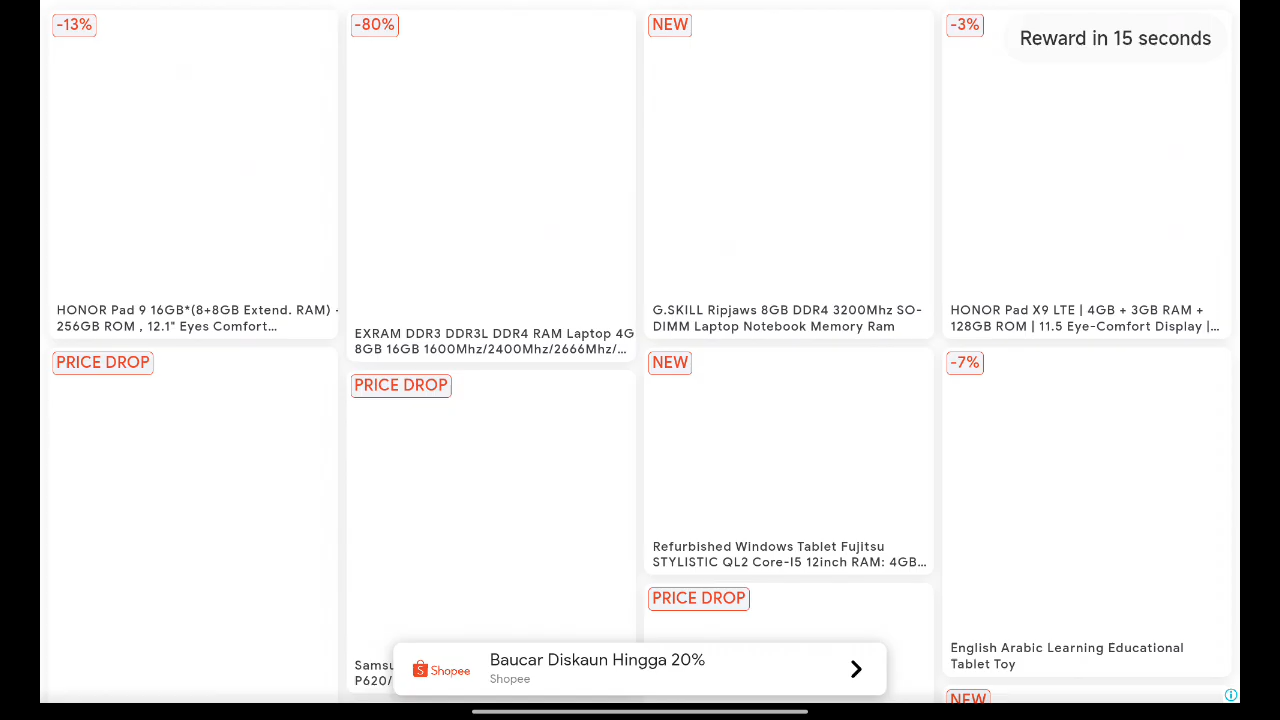 -13%
HONOR Pad 9 16GB*(8+8GB Extend. RAM) -
256GB ROM , 12.1" Eyes Comfort...
-80%
EXRAM DDR3 DDR3L DDR4 RAM Laptop 4G
8GB 16GB 1600Mhz/2400Mhz/2666Mhz/...
NEW
G.SKILL Ripjaws 8GB DDR4 3200Mhz SO-
DIMM Laptop Notebook Memory Ram
-3%
Reward in 15 seconds
HONOR Pad X9 LTE | 4GB + 3GB RAM +
128GB ROM | 11.5 Eye-Comfort Display |...
PRICE DROP
PRICE DROP
Samsu
P620/
NEW
Refurbished Windows Tablet Fujitsu
STYLISTIC QL2 Core-I5 12inch RAM: 4GB...
PRICE DROP
-7%
English Arabic Learning Educational
Tablet Toy
NEW
Shopee
Baucar Diskaun Hingga 20%
Shopee